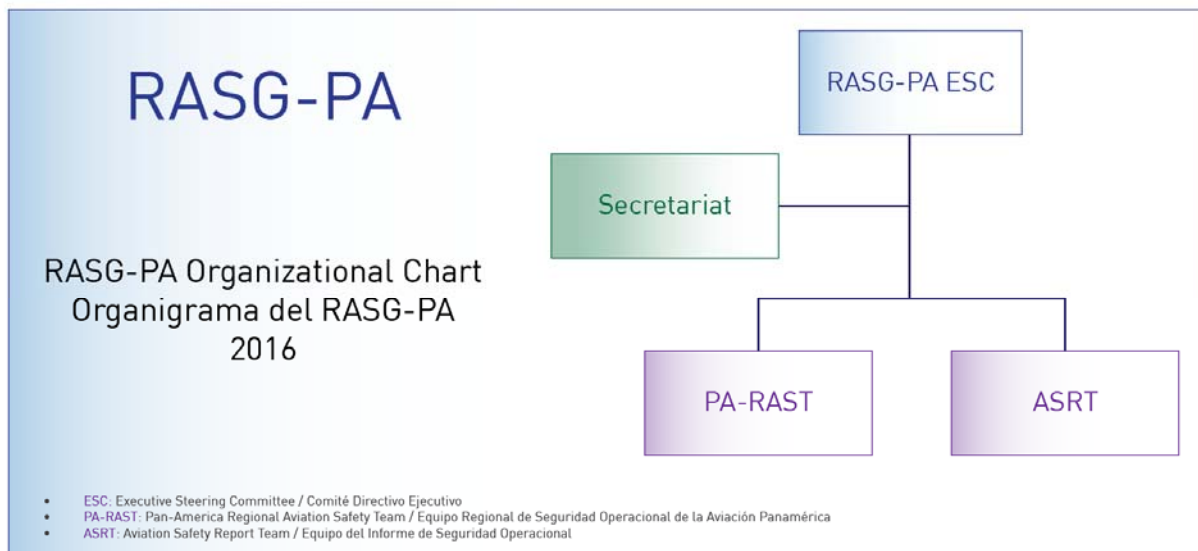 RASG-PA
RASG-PA Organizational Chart
Organigrama del RASG-PA
2016
RASG-PA ESC
Secretariat
PA-RAST
ASRT
• ESC: Executive Steering Committee / Comité Directivo Ejecutivo
• PA-RAST: Pan-America Regional Aviation Safety Team / Equipo Regional de Seguridad Operacional de la Aviación Panamérica
• ASRT: Aviation Safety Report Team / Equipo del Informe de Seguridad Operacional